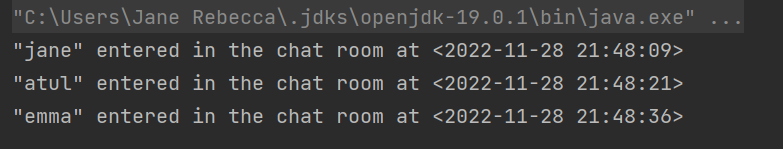 "C:\Users\Jane Rebecca\.jdks\openjdk-19.0.1\bin\java.exe" ...
"jane" entered in the chat room at <2022-11-28 21:48:09>
"atul" entered in the chat room at <2022-11-28 21:48:21>
"emma" entered in the chat room at <2022-11-28 21:48:36>